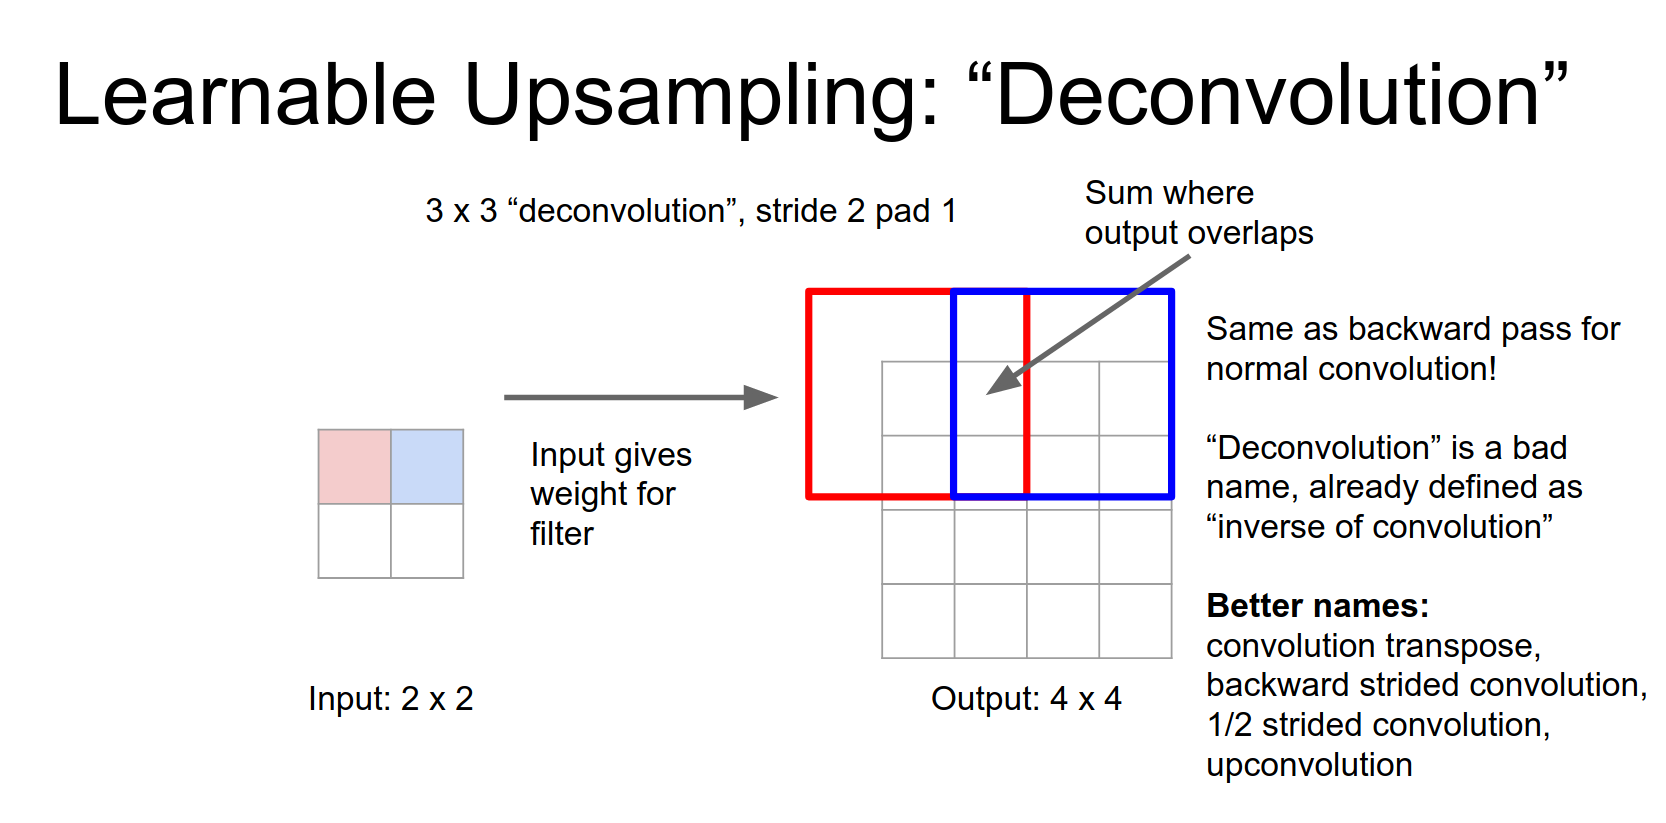 Learnable Upsampling: “Deconvolution”
3 x 3 “deconvolution”, stride 2 pad 1
Sum where
output overlaps
Input gives
weight for
filter
Input: 2 x 2
Output: 4 x 4
Same as backward pass for
normal convolution!
“Deconvolution” is a bad
name, already defined as
“inverse of convolution”
Better names:
convolution transpose,
backward strided convolution,
1/2 strided convolution,
upconvolution